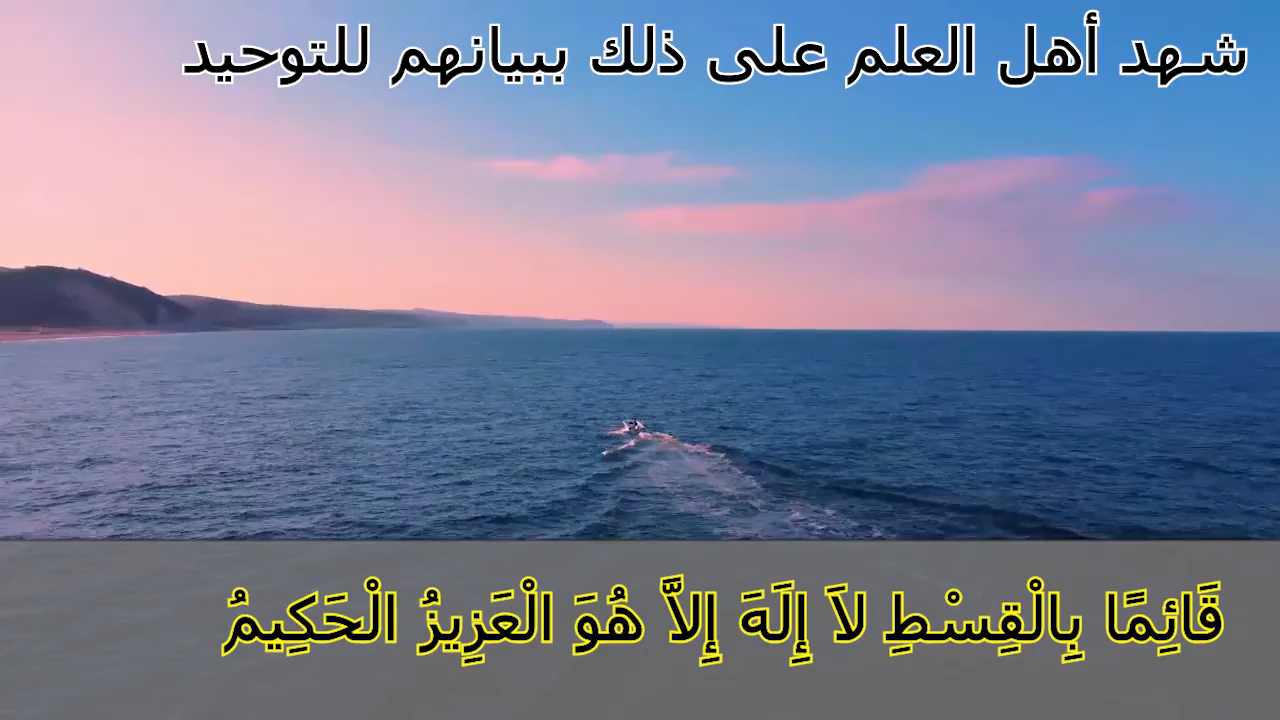 شهد أهل العلم على ذلك ببيانهم للتوحيد
قَائِمًا بِالْقِسْطِ لاَ إِلَهَ إِلاَّ هُوَ الْعَزِيزُ الْحَكِيمُ